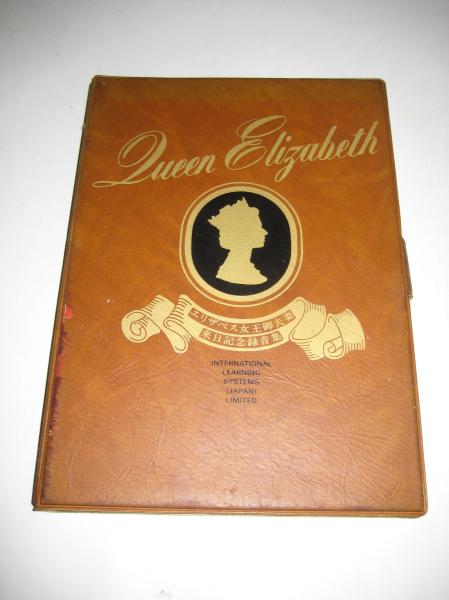 Queen Elizabeth
エリザベス女王御夫妻
来日記念録音集
INTERNATIONAL
LEARNING
SYSTEMS
(JAPAN)
LIMITED